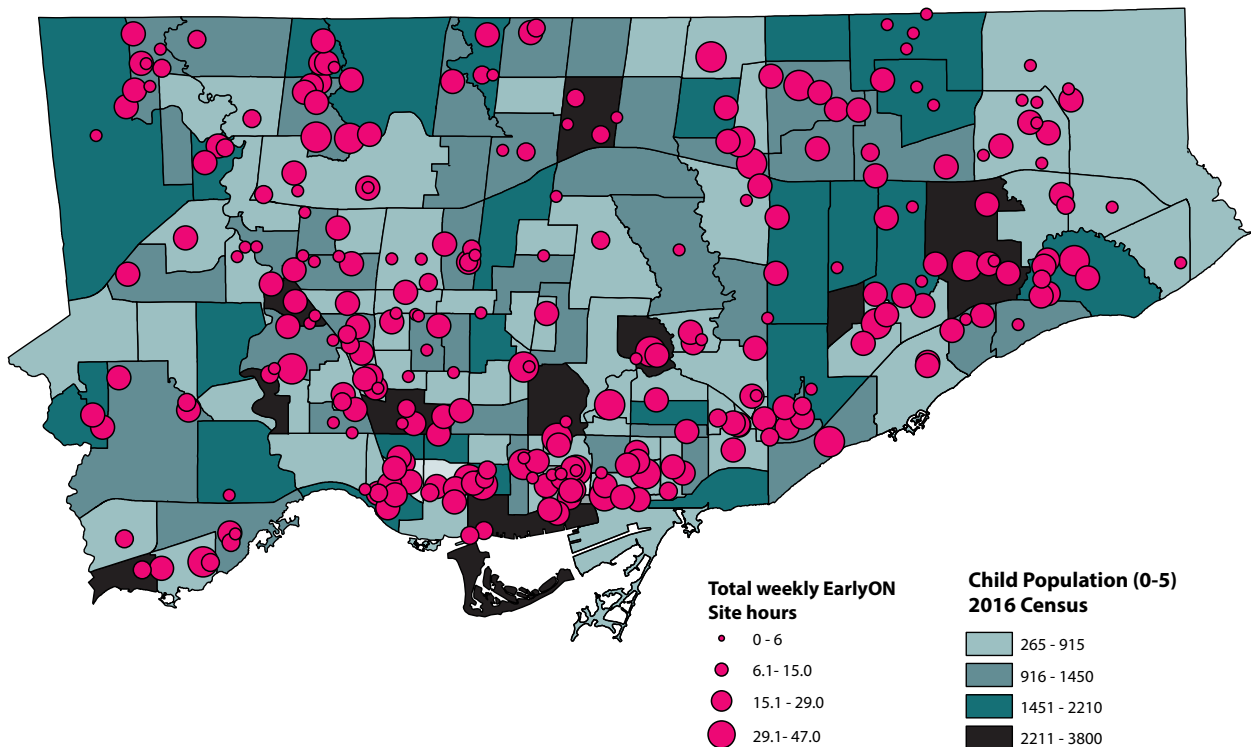 Total weekly EarlyON
Site hours
0 - 6
6.1- 15.0
15.1 - 29.0
29.1- 47.0
Child Population (0-5)
2016 Census
265 - 915
916 - 1450
1451 - 2210
2211 - 3800